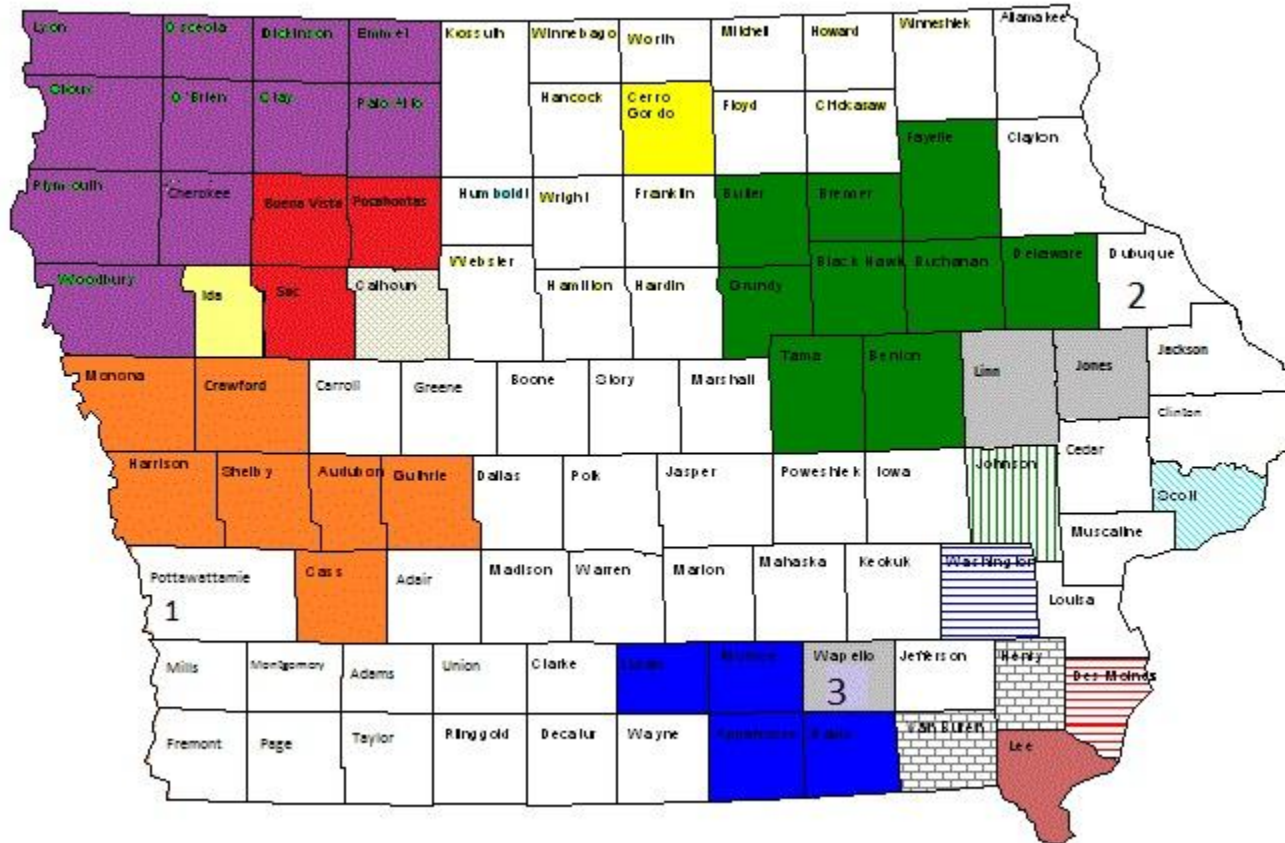 Lyon
Osceola
Dickinson
Emmet
Kossuth
Winnebago
Worth
Mitchell
Howard
Winneshiek
Allamakee
Sioux
O'Brien
Clay
Palo Alto
Hancock
Cerro
Gordo
Floyd
Chickasaw
Fayette
Clayton
Plymouth
Cherokee
Buena Vista
Pocahontas
Humboldt
Wright
Franklin
Butler
Bremer
Woodbury
Ida
Sac
Calhoun
Webster
Hamilton
Hardin
Grundy
Black Hawk
Buchanan
Delaware
Dubuque
2
Monona
Crawford
Carroll
Greene
Boone
Story
Marshall
Tama
Benton
Linn
Jones
Jackson
Clinton
Harrison
Shelby
Audubon
Guthrie
Dallas
Polk
Jasper
Poweshiek
Iowa
Johnson
Cedar
Scott
Muscatine
Pottawattamie
1
Cass
Adair
Madison
Warren
Marion
Mahaska
Keokuk
Washington
Louisa
Mills
Montgomery
Adams
Union
Clarke
Lucas
Monroe
Wapello
3
Jefferson
Henry
Des Moines
Fremont
Page
Taylor
Ringgold
Decatur
Wayne
Appanoose
Davis
Van Buren
Lee